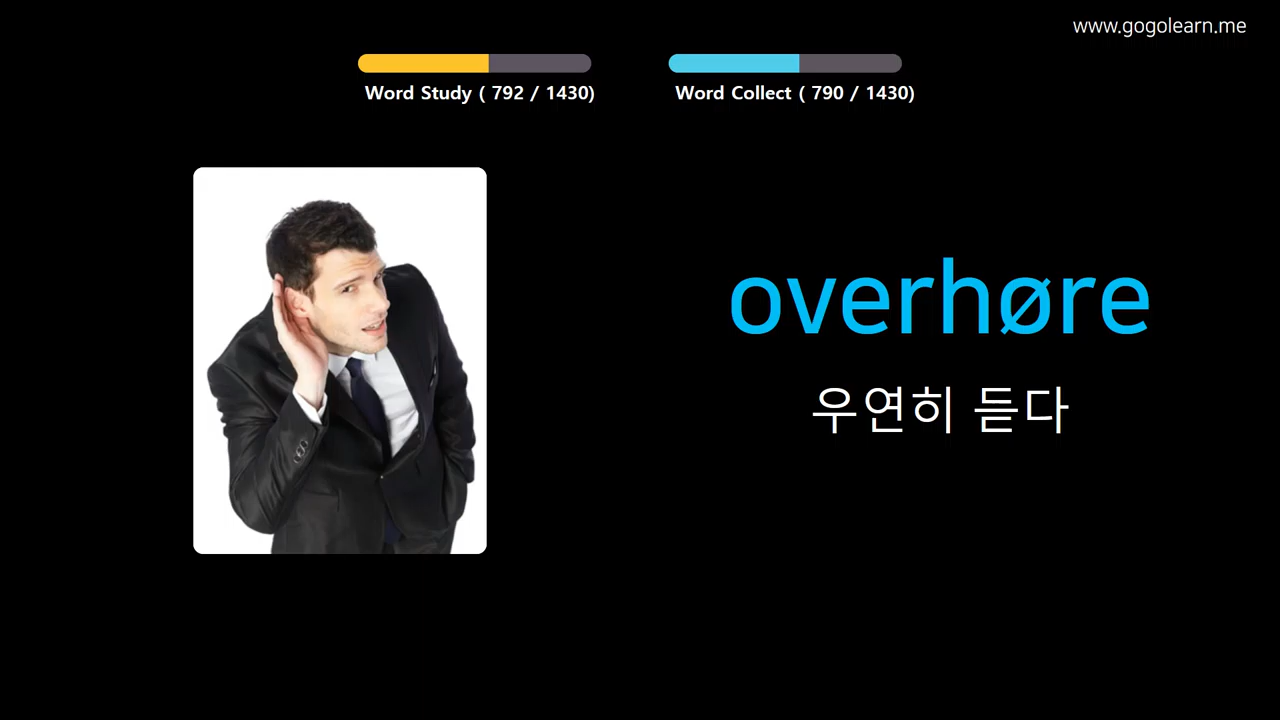 www.gogolearn.me
Word Study ( 792 / 1430)
Word Collect ( 790 / 1430)
overhøre
우연히 듣다